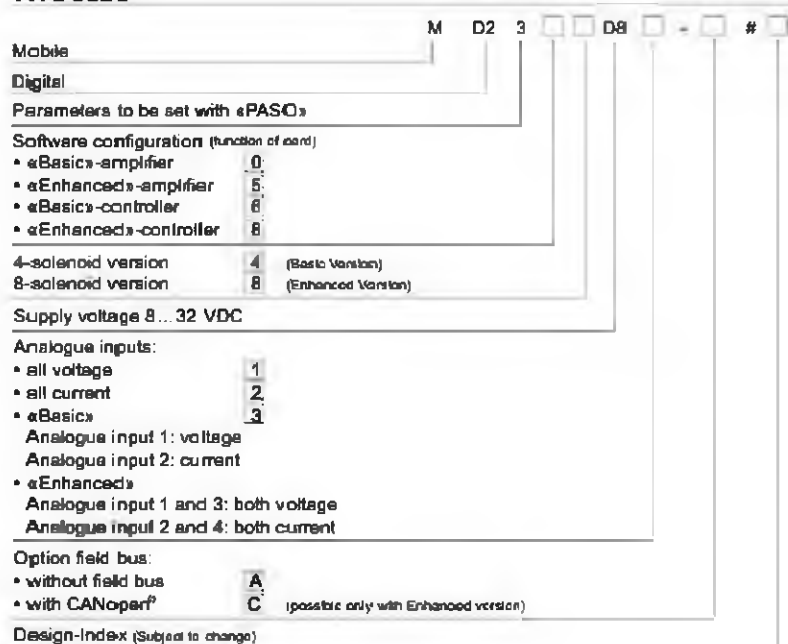 M D2 3 □ □ D8 □ - □ # □
Mobile
Digital
Parameters to be set with «PASO»
Software configuration (function of card)
• «Basic»-amplifier 0
• «Enhanced»-amplifier 5
• «Basic»-controller 6
• «Enhanced»-controller 8
4-solenoid version 4 (Basic Version)
8-solenoid version 8 (Enhanced Version)
Supply voltage 8...32 VDC
Analogue inputs:
• all voltage 1
• all current 2
• «Basic» 3
Analogue input 1: voltage
Analogue input 2: current
• «Enhanced»
Analogue input 1 and 3: both voltage
Analogue input 2 and 4: both current
Option field bus:
• without field bus A
• with CANopen C (possible only with Enhanced version)
Design-Index (Subject to change)